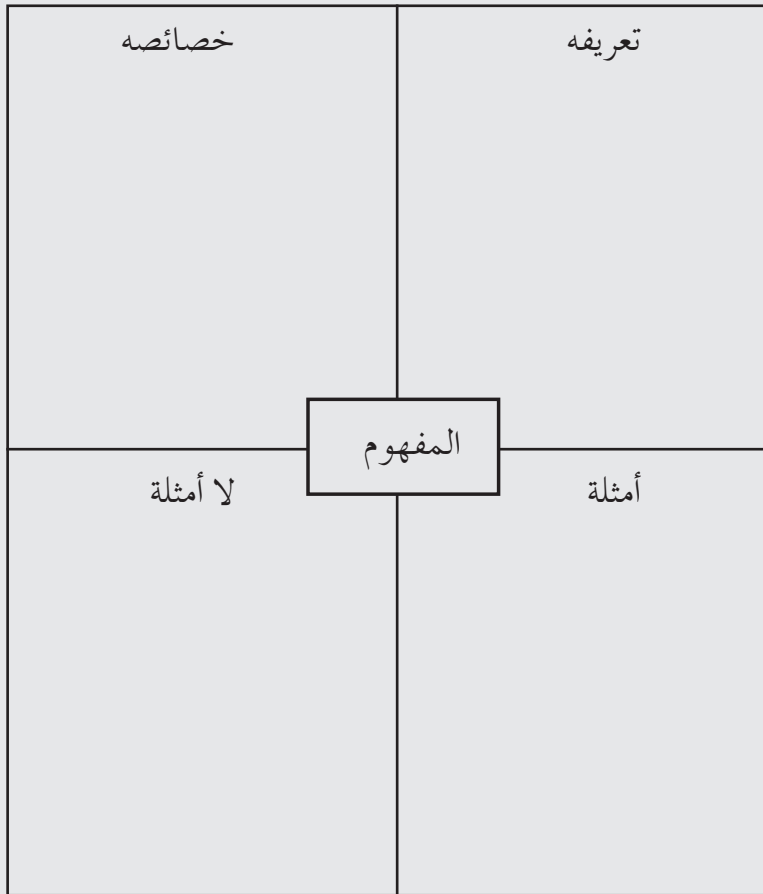 تعريفه
خصائصه
المفهوم
أمثلة
لا أمثلة